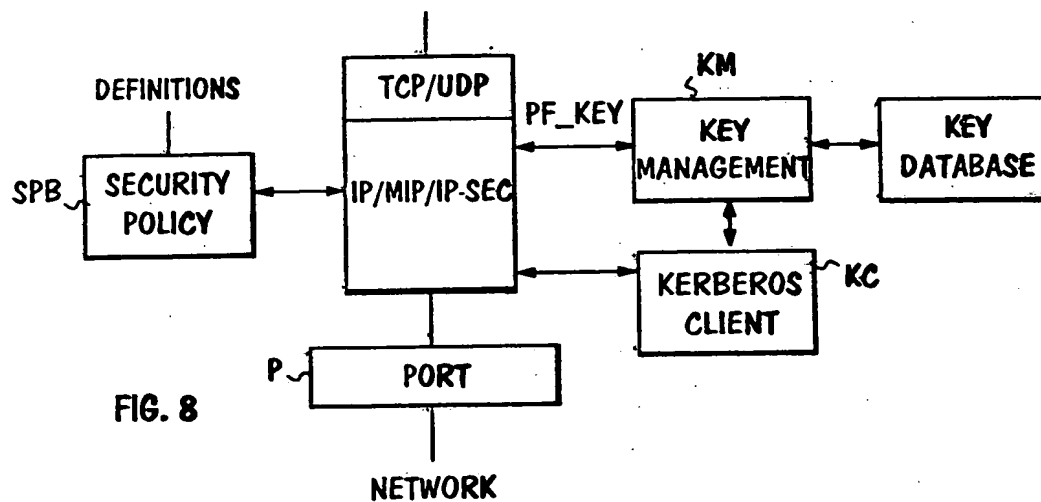 DEFINITIONS
SPB
SECURITY
POLICY
TCP/UDP
IP/MIP/IP-SEC
PF_KEY
KM
KEY
MANAGEMENT
KEY
DATABASE
KERBEROS
CLIENT
KC
P
PORT
FIG. 8
NETWORK